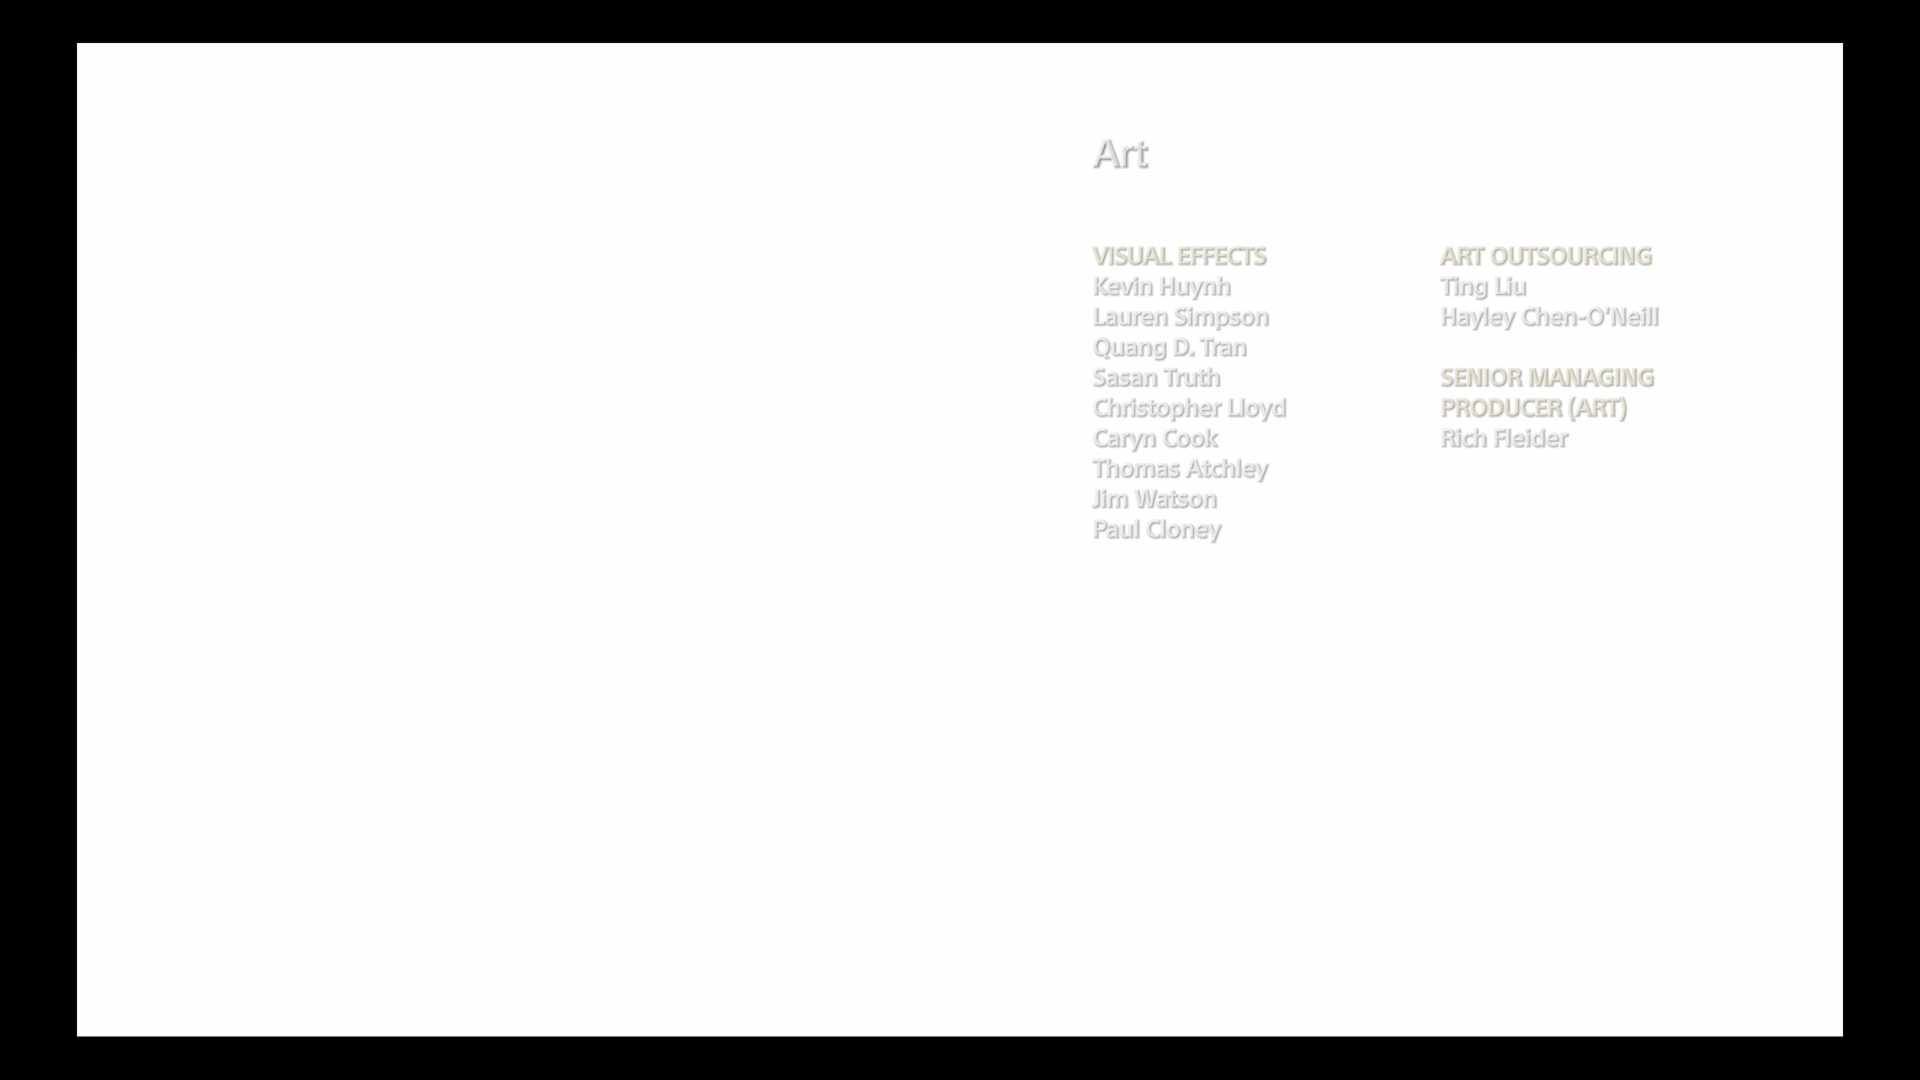 Art
VISUAL EFFECTS
Kevin Huynh
Lauren Simpson
Quang D. Tran
Sasan Truth
Christopher Lloyd
Caryn Cook
Thomas Atchley
Jim Watson
Paul Cloney
ART OUTSOURCING
Ting Liu
Hayley Chen-O'Neill
SENIOR MANAGING
PRODUCER (ART)
Rich Fleider